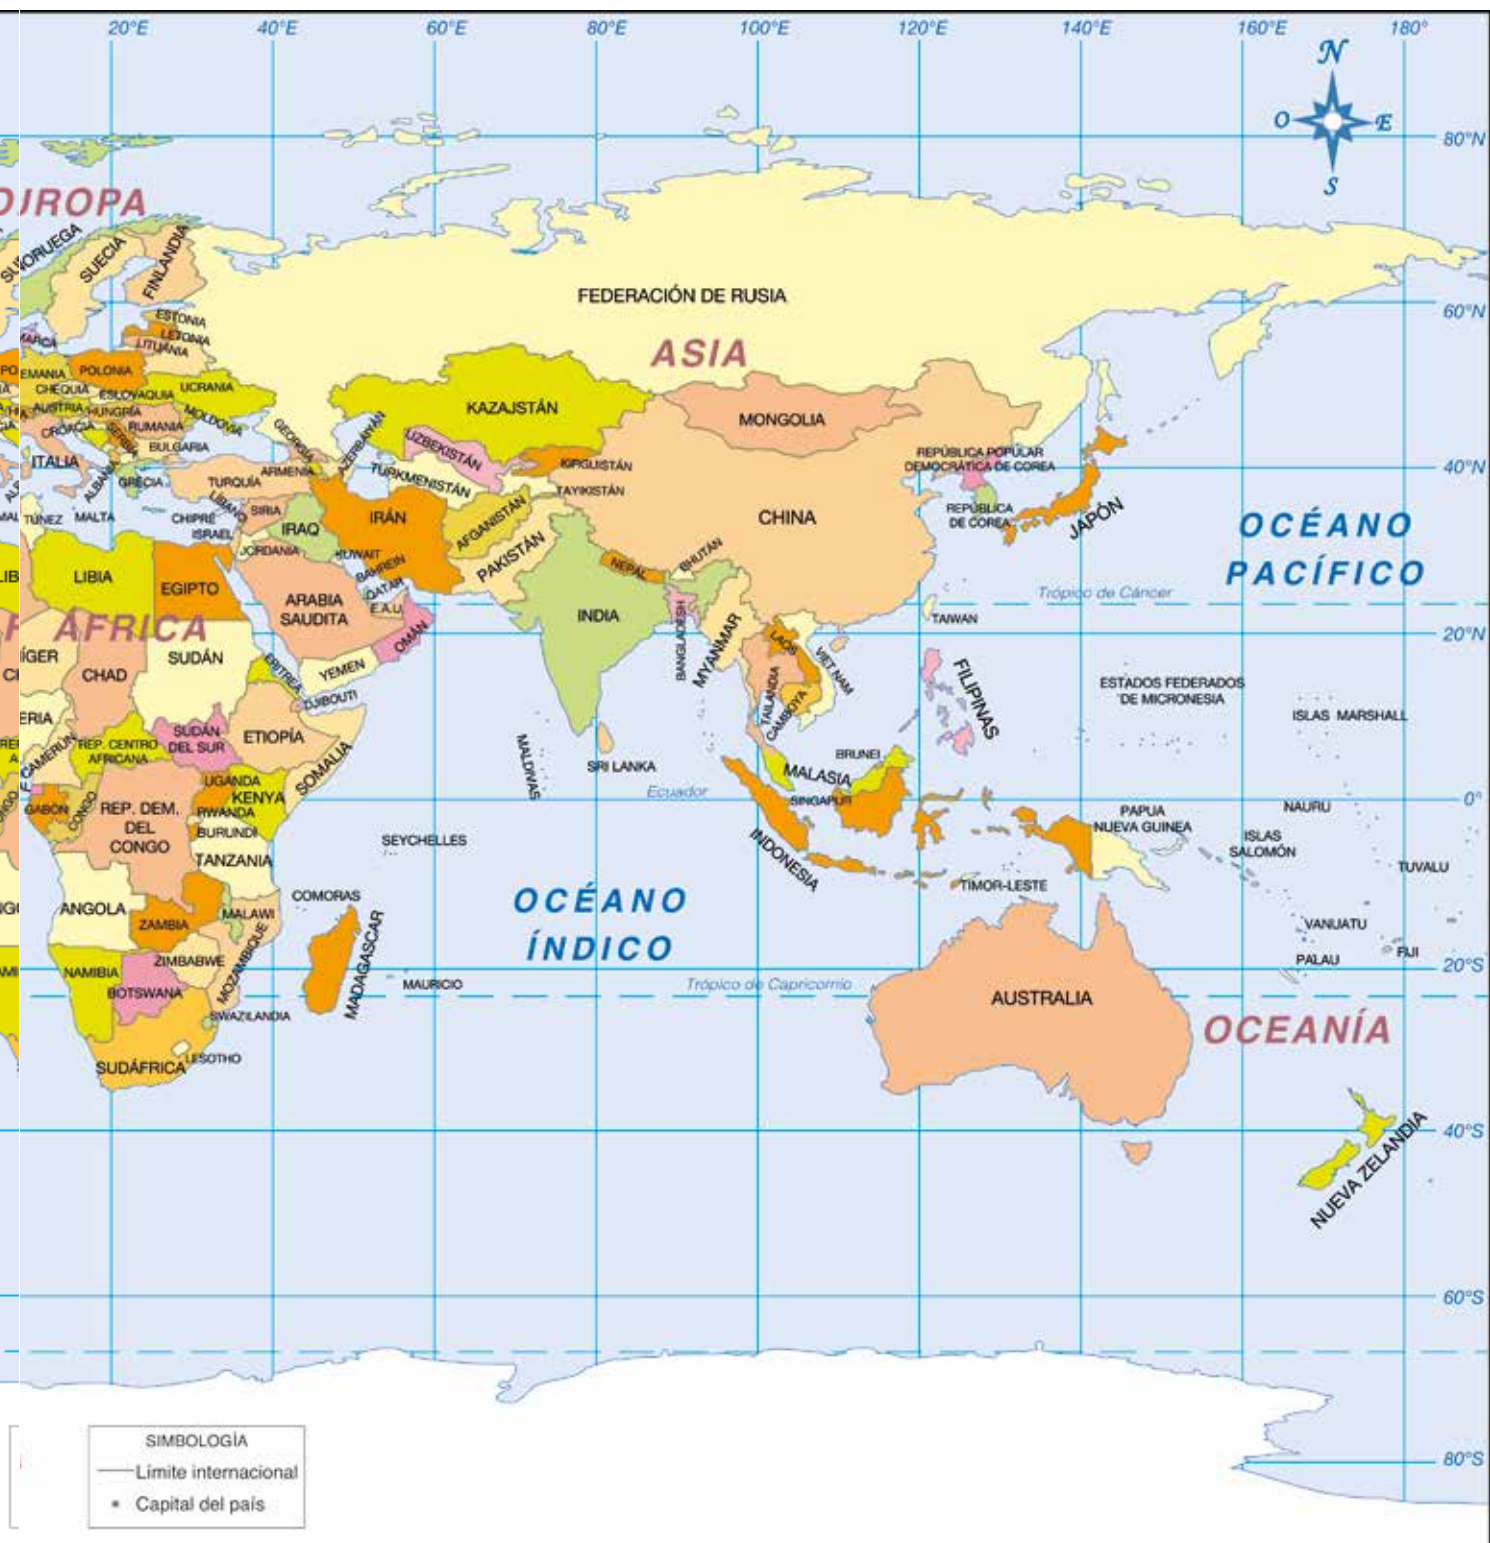 20°E 40°E 60°E 80°E 100°E 120°E 140°E 160°E 180°
N
O E
S
80°N
EUROPA
NORUEGA
SUECIA
FINLANDIA
FEDERACIÓN DE RUSIA
60°N
ESTONIA
LETONIA
LITUANIA
MARCA
ASIA
EMANIA
POLONIA
CHEQUIA
ESLOVAQUIA
UCRANIA
AUSTRIA
HUNGRÍA
MOLDOVIA
KAZAJSTÁN
MONGOLIA
CROACIA
SERBIA
RUMANIA
BULGARIA
GEORGIA
AZERBAIYÁN
UZBEKISTÁN
ITALIA
ALBANIA
GRECIA
TURQUÍA
ARMENIA
TURKMENISTÁN
KIRGUISTÁN
TAYIKISTÁN
REPÚBLICA POPULAR
DEMOCRÁTICA DE COREA
40°N
TÚNEZ
MALTA
CHIPRE
LÍBANO
SIRIA
ISRAEL
IRAQ
IRÁN
AFGANISTÁN
CHINA
REPÚBLICA
DE COREA
JAPÓN
OCÉANO
PACÍFICO
JORDANIA
KUWAIT
BAHREIN
QATAR
E.A.U
PAKISTÁN
NEPAL
BHUTÁN
LIBIA
EGIPTO
ARABIA
SAUDITA
OMÁN
INDIA
BANGLADESH
MYANMAR
Trópico de Cáncer
TAIWAN
20°N
ÁFRICA
ÍGER
CHAD
SUDÁN
ERITREA
YEMEN
DJIBOUTI
LAOS
VIET NAM
TAILANDIA
CAMBOYA
FILIPINAS
ESTADOS FEDERADOS
DE MICRONESIA
ISLAS MARSHALL
ERIA
CAMERÚN
REP. CENTRO
AFRICANA
SUDÁN
DEL SUR
ETIOPÍA
SOMALIA
MALDIVAS
SRI LANKA
BRUNEI
MALASIA
SINGAPUR
Ecuador
0°
GABÓN
CONGO
REP. DEM.
DEL
CONGO
UGANDA
KENYA
RWANDA
BURUNDI
TANZANIA
SEYCHELLES
INDONESIA
PAPUA
NUEVA GUINEA
NAURU
ISLAS
SALOMÓN
TUVALU
TIMOR-LESTE
ANGOLA
ZAMBIA
MALAWI
COMORAS
MADAGASCAR
OCÉANO
ÍNDICO
VANUATU
FIJI
PALAU
20°S
NAMIBIA
BOTSWANA
ZIMBABWE
MOZAMBIQUE
MAURICIO
Trópico de Capricornio
AUSTRALIA
OCEANÍA
SWAZILANDIA
LESOTHO
SUDÁFRICA
40°S
NUEVA ZELANDIA
60°S
80°S
SIMBOLOGÍA
Límite internacional
Capital del país